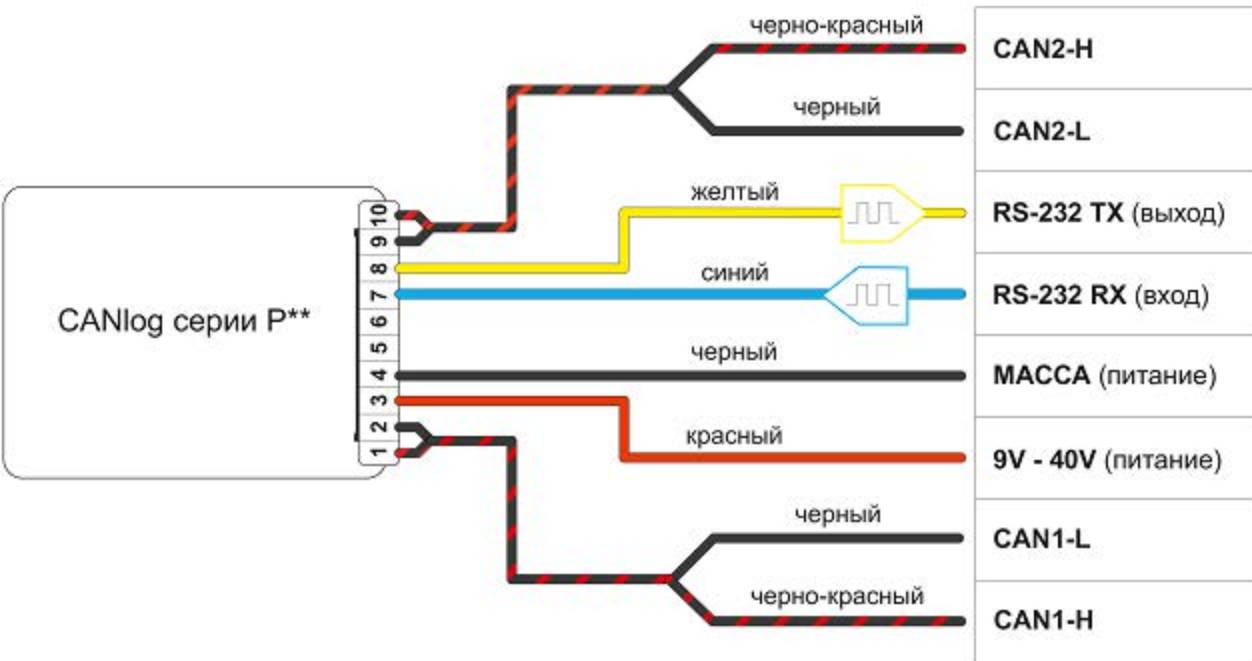 черно-красный
CAN2-H
черный
CAN2-L
желтый
RS-232 TX (выход)
синий
RS-232 RX (вход)
черный
МАССА (питание)
красный
9V - 40V (питание)
черный
CAN1-L
черно-красный
CAN1-H
CANlog серии P**
10
9
8
7
6
5
4
3
2
1